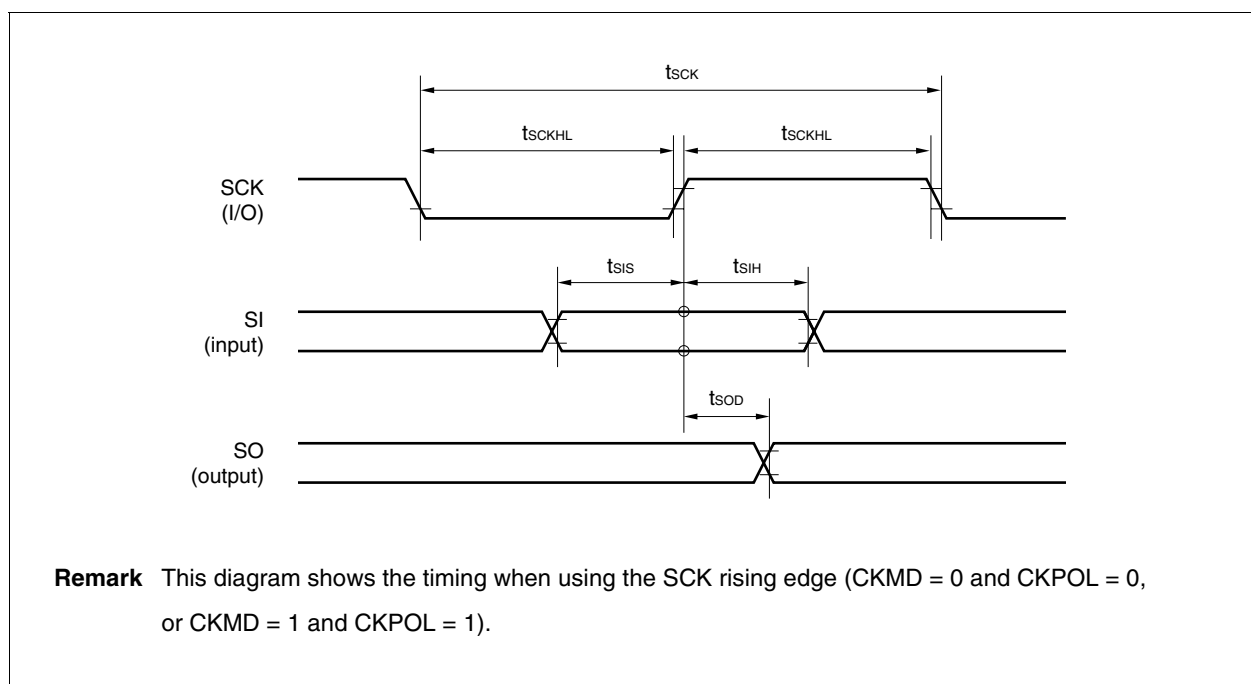 tSCK
tSCKHL tSCKHL
SCK
(I/O)
tSIS tSIH
SI
(input)
tSOD
SO
(output)
Remark This diagram shows the timing when using the SCK rising edge (CKMD = 0 and CKPOL = 0,
or CKMD = 1 and CKPOL = 1).